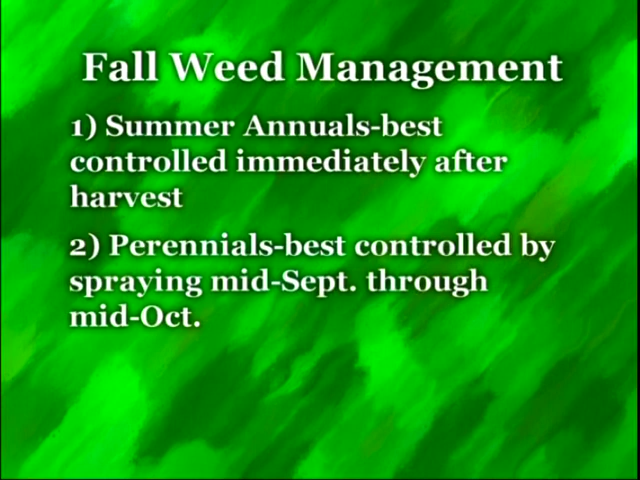 Fall Weed Management
1) Summer Annuals-best
controlled immediately after
harvest
2) Perennials-best controlled by
spraying mid-Sept. through
mid-Oct.